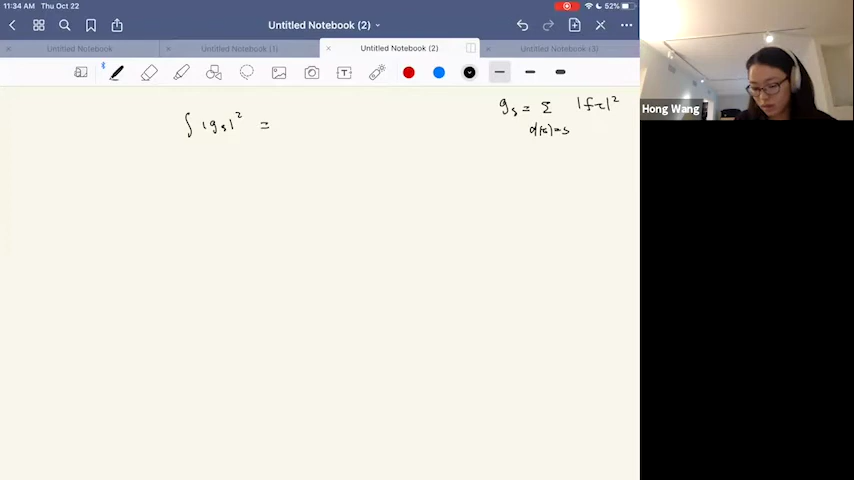 11:34 AM Thu Oct 22
52%
Untitled Notebook (2)
Untitled Notebook
Untitled Notebook (1)
Untitled Notebook (2)
Untitled Notebook (3)
Hong Wang
g_s = Σ |f_τ|²
d(τ)=s
∫ |g_s|² =